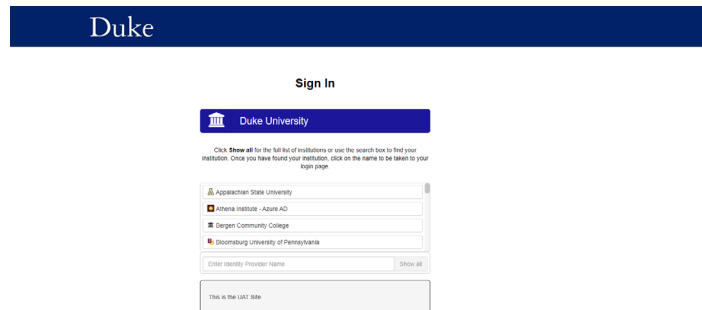 Duke
Sign In
Duke University
Click Show all for the full list of institutions or use the search box to find your
institution. Once you have found your institution, click on the name to be taken to your
login page.
Appalachian State University
Athena Institute - Azure AD
Bergen Community College
Bloomsburg University of Pennsylvania
Enter Identity Provider Name Show all
This is the UAT Site